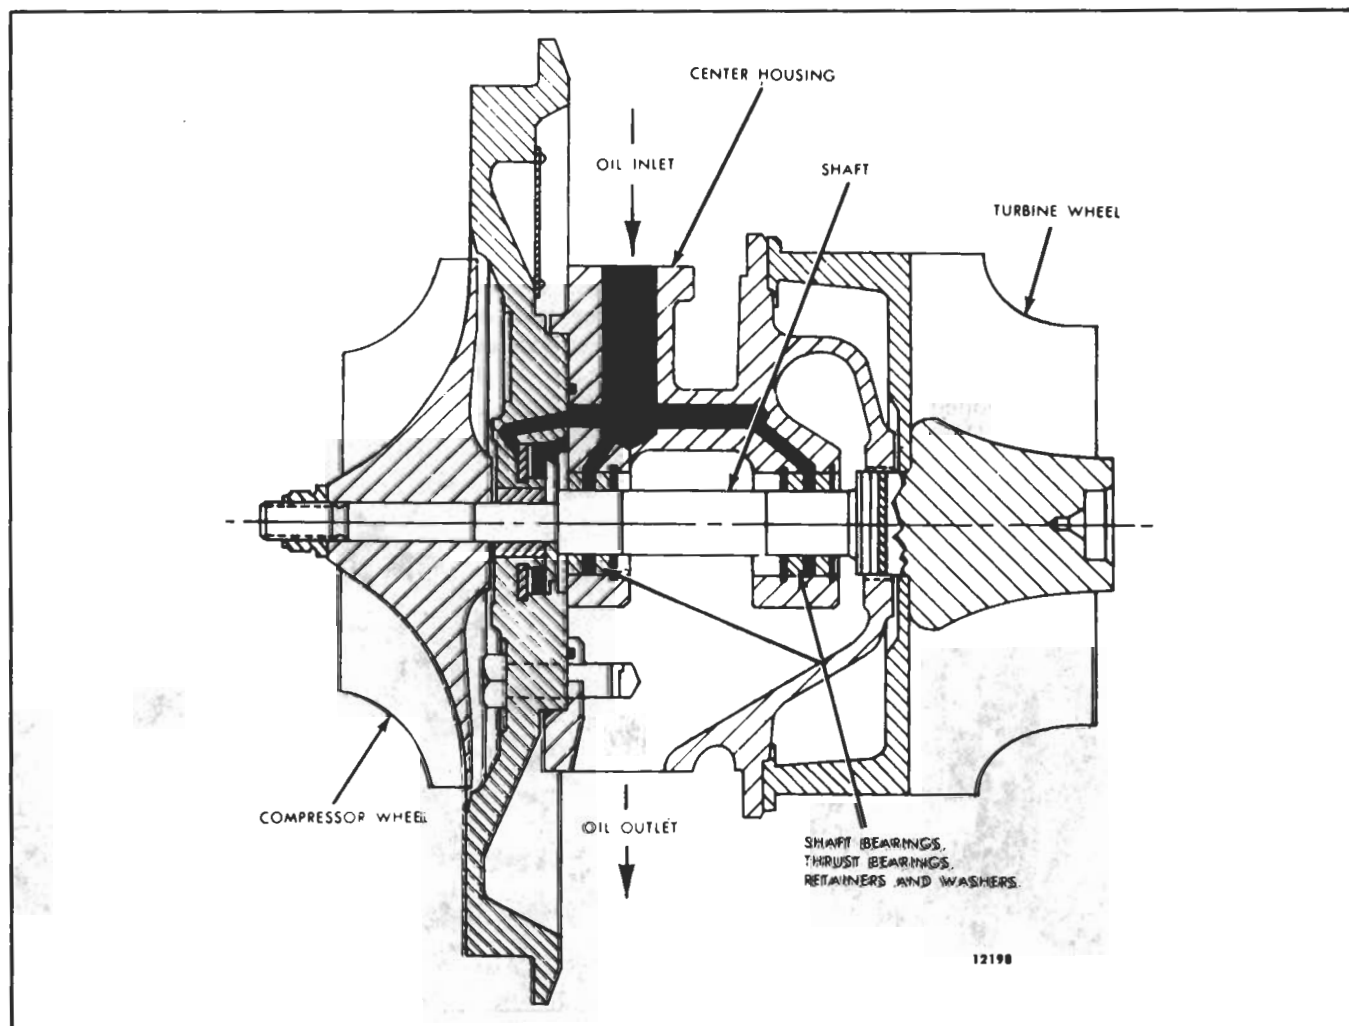 CENTER HOUSING
OIL INLET
SHAFT
TURBINE WHEEL
COMPRESSOR WHEEL
OIL OUTLET
SHAFT BEARINGS,
THRUST BEARINGS,
RETAINERS AND WASHERS.
12198